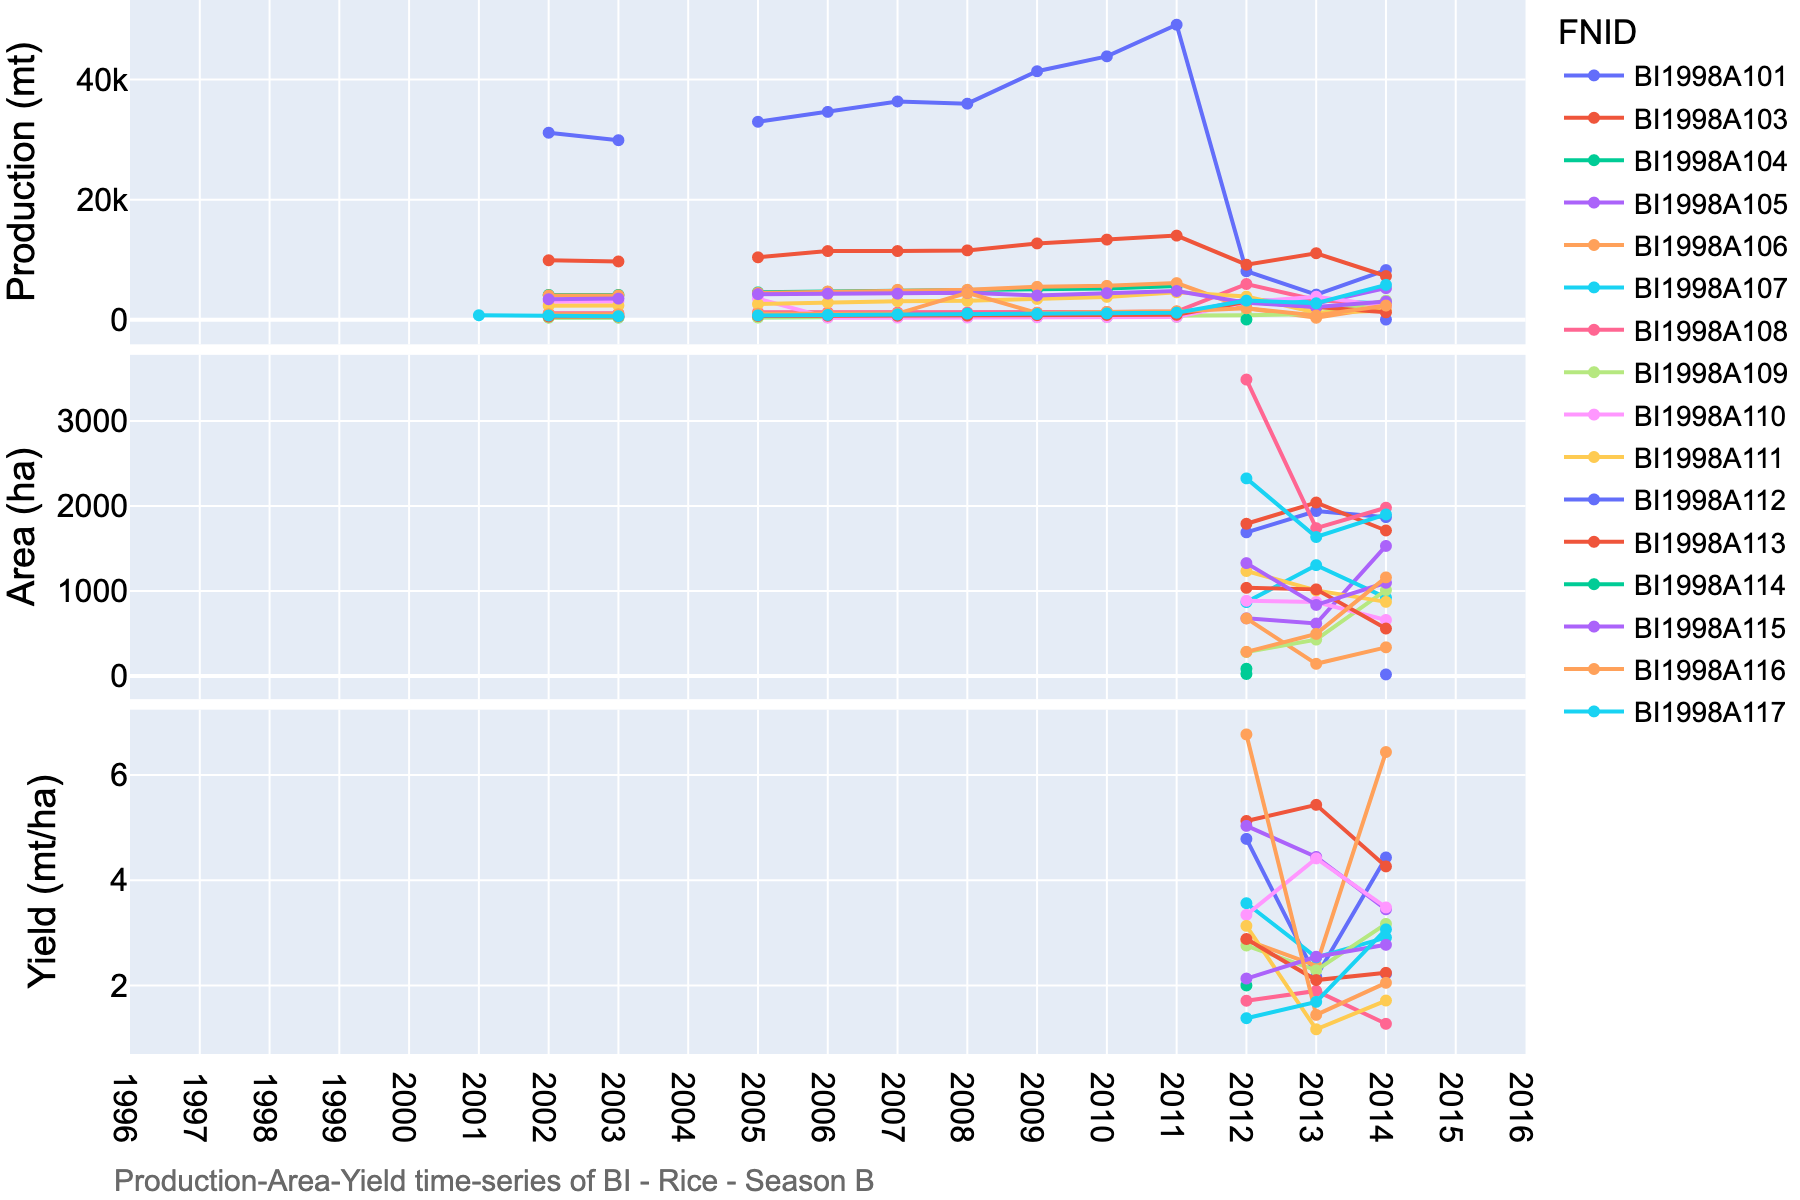 Production (mt)
40k
20k
0
Area (ha)
3000
2000
1000
0
Yield (mt/ha)
6
4
2
1996 1997 1998 1999 2000 2001 2002 2003 2004 2005 2006 2007 2008 2009 2010 2011 2012 2013 2014 2015 2016
Production-Area-Yield time-series of BI - Rice - Season B
FNID
BI1998A101
BI1998A103
BI1998A104
BI1998A105
BI1998A106
BI1998A107
BI1998A108
BI1998A109
BI1998A110
BI1998A111
BI1998A112
BI1998A113
BI1998A114
BI1998A115
BI1998A116
BI1998A117